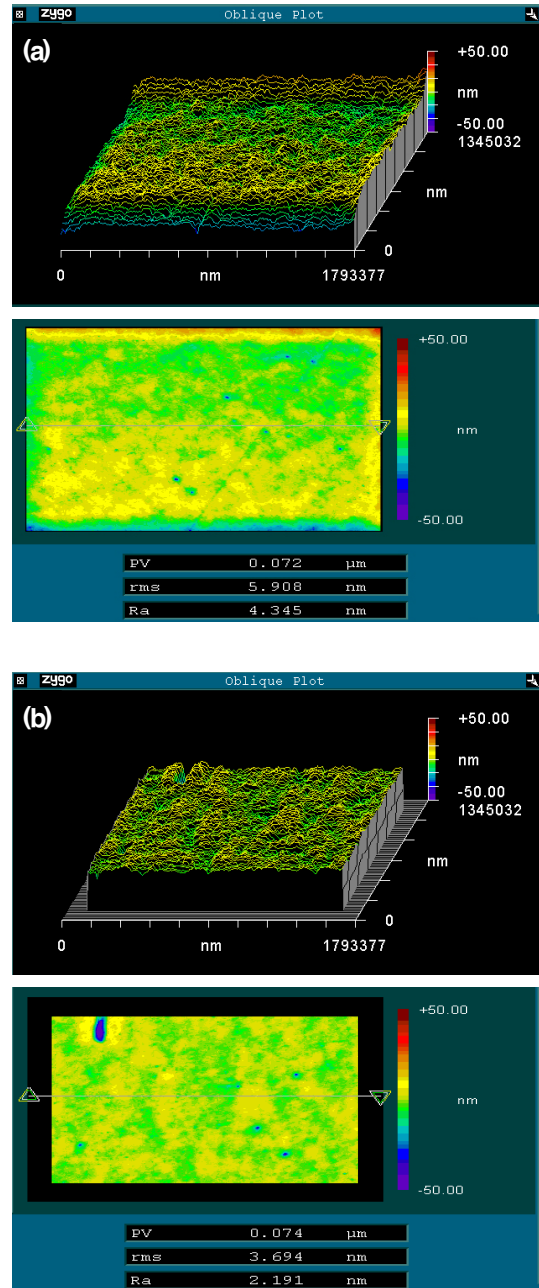 zygo Oblique Plot
(a)
+50.00
nm
-50.00
1345032
nm
0
0 nm 1793377
+50.00
nm
-50.00
PV 0.072 μm
rms 5.908 nm
Ra 4.345 nm
zygo Oblique Plot
(b)
+50.00
nm
-50.00
1345032
nm
0
0 nm 1793377
+50.00
nm
-50.00
PV 0.074 μm
rms 3.694 nm
Ra 2.191 nm